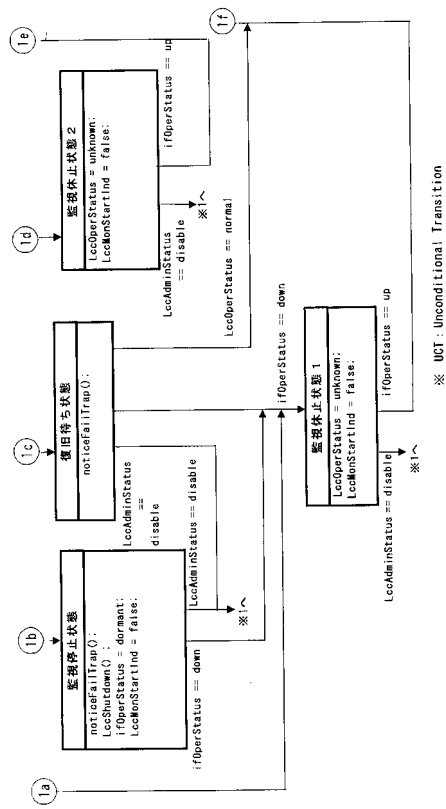 1a
1b
1c
1d
1e
監視停止状態
noticeFailTrap();
LccShutdown();
ifOperStatus = dormant;
LccMonStartInd = false;
復旧待ち状態
noticeFailTrap();
監視休止状態2
LccOperStatus = unknown;
LccMonStartInd = false;
ifOperStatus == down
LccAdminStatus == disable
※1へ
LccAdminStatus
==
disable
LccAdminStatus
== disable
※1へ
ifOperStatus == up
LccOperStatus == normal
1f
ifOperStatus == down
監視休止状態1
LccOperStatus = unknown;
LccMonStartInd = false;
LccAdminStatus == disable
※1へ
ifOperStatus == up
※ UCT : Unconditional Transition